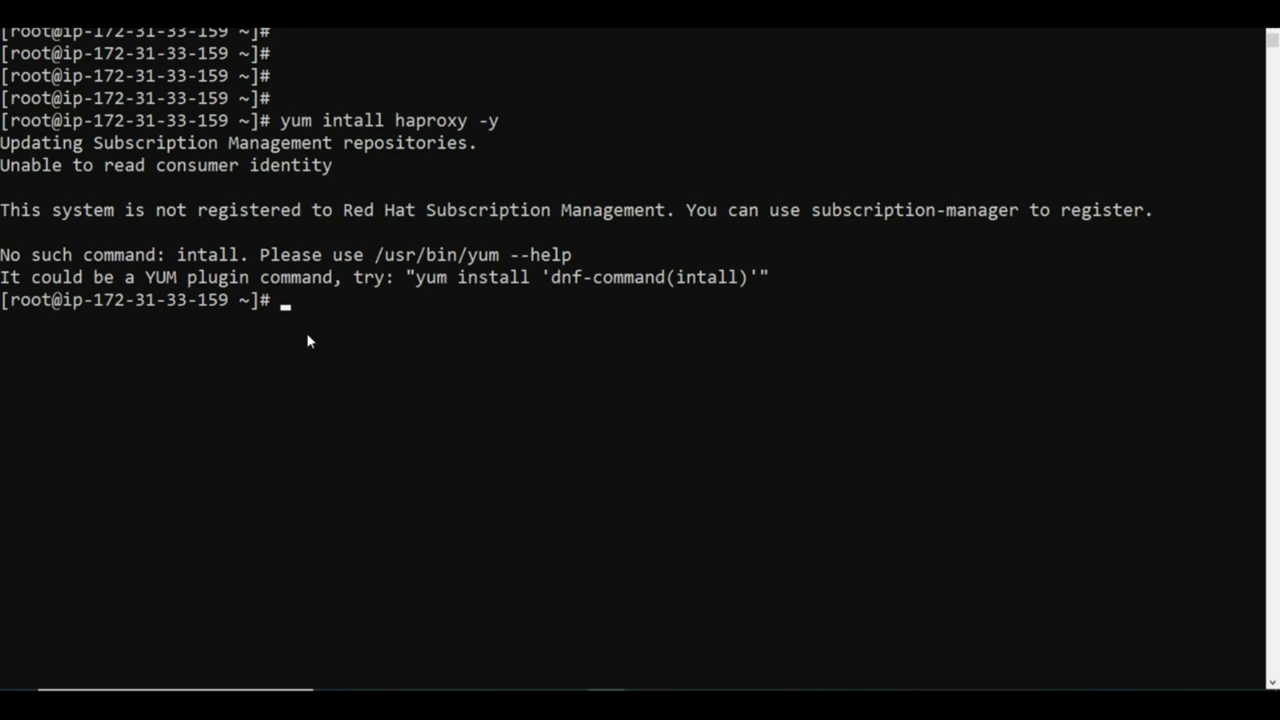 [root@ip-172-31-33-159 ~]#
[root@ip-172-31-33-159 ~]#
[root@ip-172-31-33-159 ~]#
[root@ip-172-31-33-159 ~]#
[root@ip-172-31-33-159 ~]# yum intall haproxy -y
Updating Subscription Management repositories.
Unable to read consumer identity
This system is not registered to Red Hat Subscription Management. You can use subscription-manager to register.
No such command: intall. Please use /usr/bin/yum --help
It could be a YUM plugin command, try: "yum install 'dnf-command(intall)'"
[root@ip-172-31-33-159 ~]#